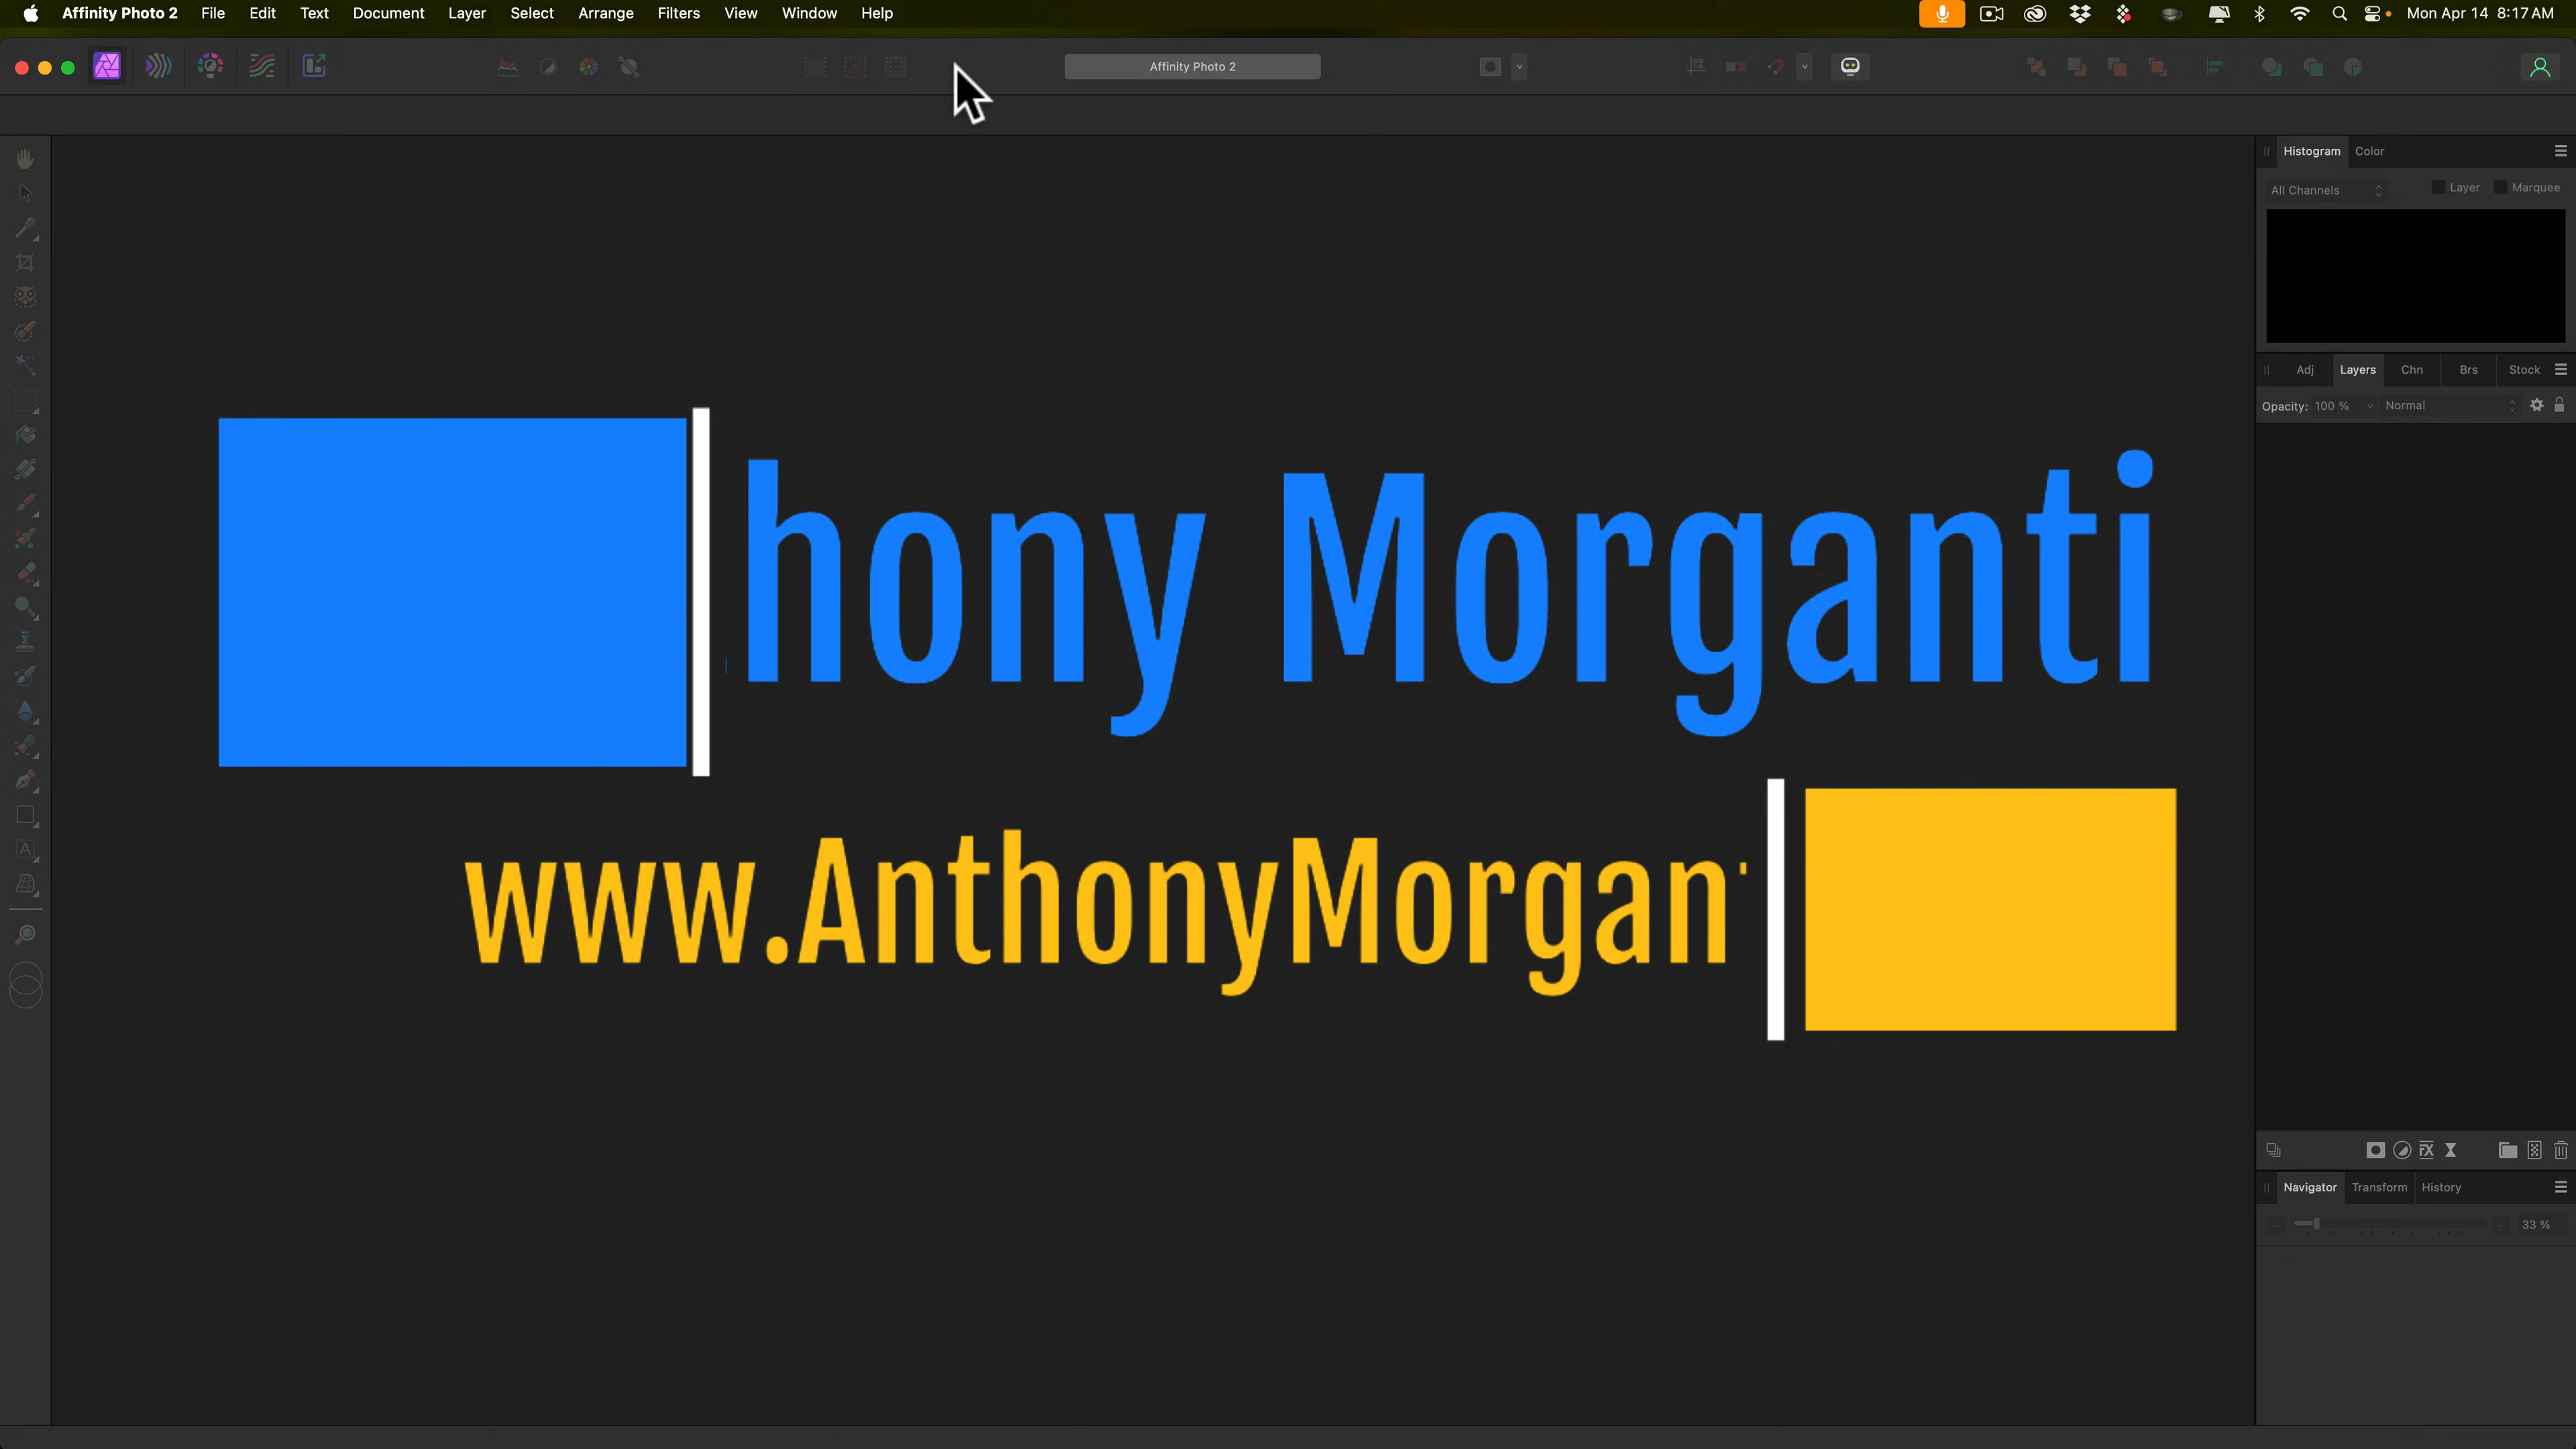 Affinity Photo 2 File Edit Text Document Layer Select Arrange Filters View Window Help Mon Apr 14 8:17 AM
Affinity Photo 2
Histogram Color
All Channels Layer Marquee
Adj Layers Chn Brs Stock
Opacity: 100 % Normal
hony Morganti
www.AnthonyMorgan
Navigator Transform History
33 %